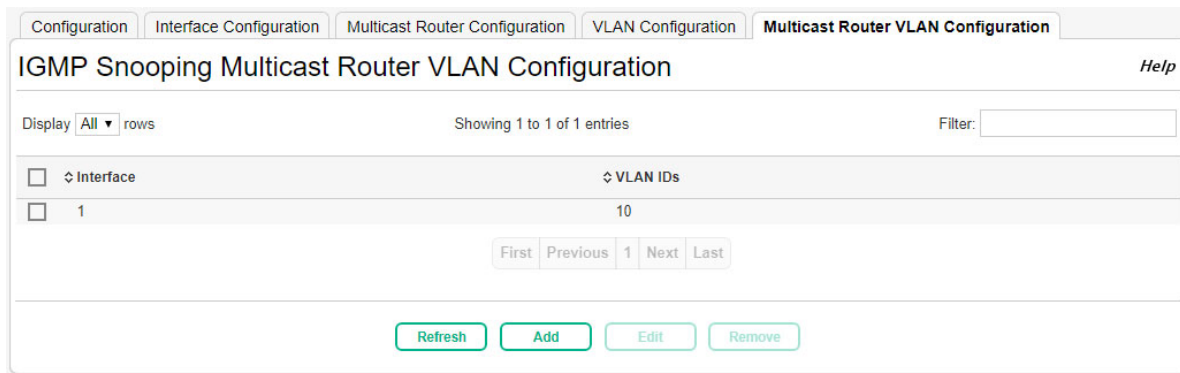 Configuration Interface Configuration Multicast Router Configuration VLAN Configuration Multicast Router VLAN Configuration
IGMP Snooping Multicast Router VLAN Configuration Help
Display All rows Showing 1 to 1 of 1 entries Filter:
Interface VLAN IDs
1 10
First Previous 1 Next Last
Refresh Add Edit Remove